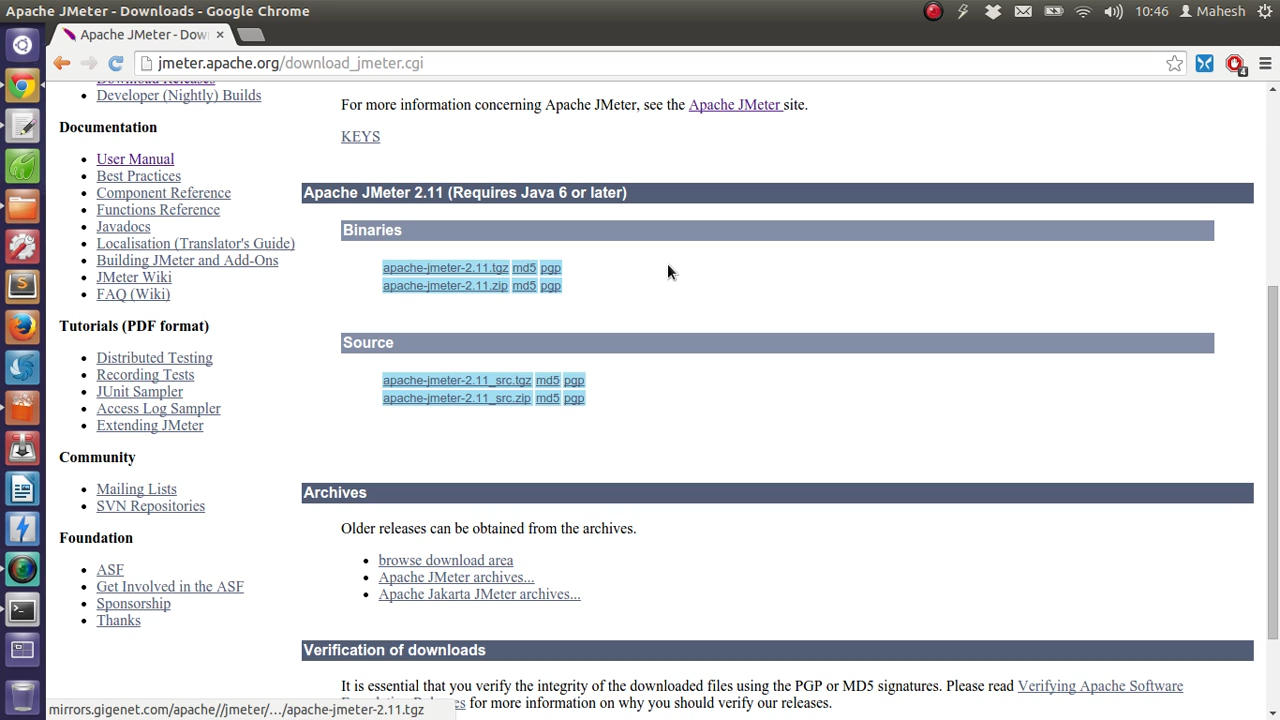 Apache JMeter - Downloads - Google Chrome
10:46 Mahesh
Apache JMeter - Dow
jmeter.apache.org/download_jmeter.cgi
4
Download Releases
Developer (Nightly) Builds
Documentation
User Manual
Best Practices
Component Reference
Functions Reference
Javadocs
Localisation (Translator's Guide)
Building JMeter and Add-Ons
JMeter Wiki
FAQ (Wiki)
Tutorials (PDF format)
Distributed Testing
Recording Tests
JUnit Sampler
Access Log Sampler
Extending JMeter
Community
Mailing Lists
SVN Repositories
Foundation
ASF
Get Involved in the ASF
Sponsorship
Thanks
For more information concerning Apache JMeter, see the Apache JMeter site.
KEYS
Apache JMeter 2.11 (Requires Java 6 or later)
Binaries
apache-jmeter-2.11.tgz md5 pgp
apache-jmeter-2.11.zip md5 pgp
Source
apache-jmeter-2.11_src.tgz md5 pgp
apache-jmeter-2.11_src.zip md5 pgp
Archives
Older releases can be obtained from the archives.
browse download area
Apache JMeter archives...
Apache Jakarta JMeter archives...
Verification of downloads
It is essential that you verify the integrity of the downloaded files using the PGP or MD5 signatures. Please read Verifying Apache Software
for more information on why you should verify our releases.
mirrors.gigenet.com/apache//jmeter/.../apache-jmeter-2.11.tgz